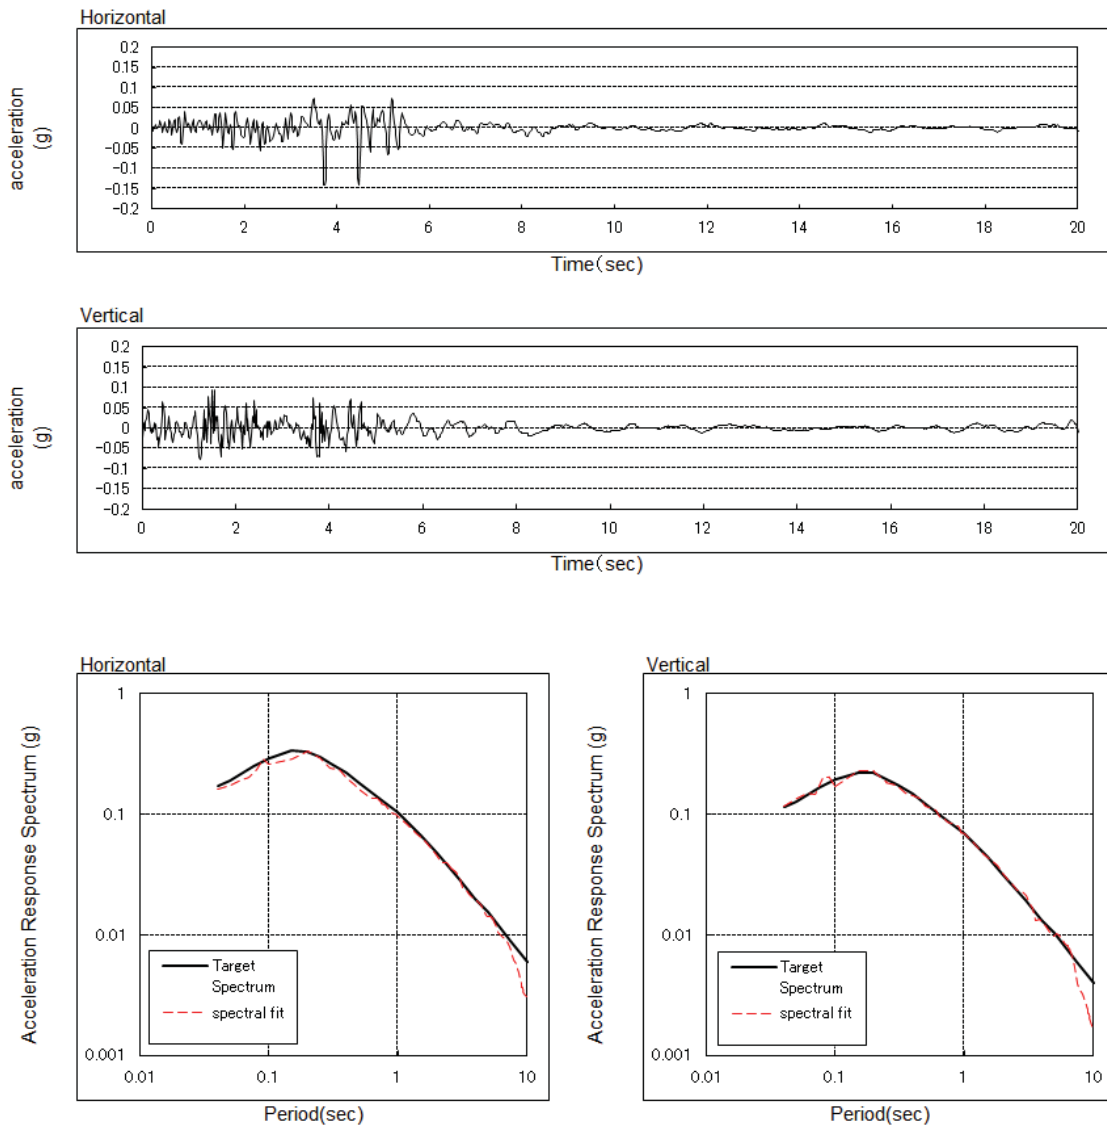 Horizontal
acceleration
(g)
0.2
0.15
0.1
0.05
0
−0.05
−0.1
−0.15
−0.2
0 2 4 6 8 10 12 14 16 18 20
Time(sec)
Vertical
acceleration
(g)
0.2
0.15
0.1
0.05
0
−0.05
−0.1
−0.15
−0.2
0 2 4 6 8 10 12 14 16 18 20
Time(sec)
Horizontal
Acceleration Response Spectrum (g)
1
0.1
0.01
0.001
Target
Spectrum
spectral fit
0.01 0.1 1 10
Period(sec)
Vertical
Acceleration Response Spectrum (g)
1
0.1
0.01
0.001
Target
Spectrum
spectral fit
0.01 0.1 1 10
Period(sec)